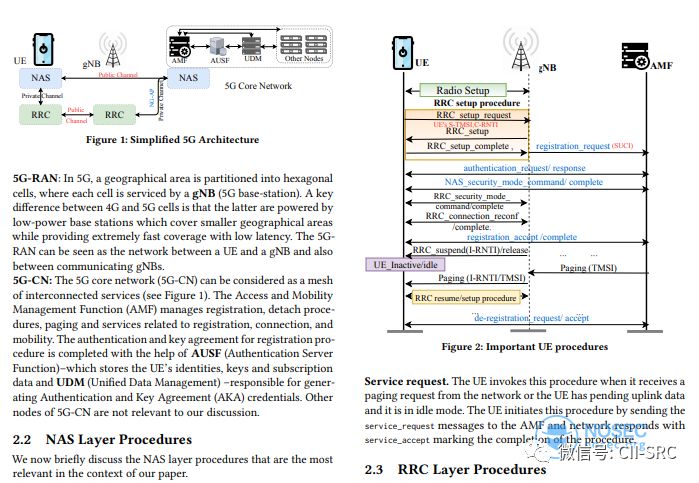 UE
gNB
AMF
AUSF
UDM
Other Nodes
NAS
Public Channel
NAS
5G Core Network
Private Channel
NG-AP
Private Channel
RRC
Public
Channel
RRC
Figure 1: Simplified 5G Architecture
5G-RAN: In 5G, a geographical area is partitioned into hexagonal
cells, where each cell is serviced by a gNB (5G base-station). A key
difference between 4G and 5G cells is that the latter are powered by
low-power base stations which cover smaller geographical areas
while providing extremely fast coverage with low latency. The 5G-
RAN can be seen as the network between a UE and a gNB and also
between communicating gNBs.
5G-CN: The 5G core network (5G-CN) can be considered as a mesh
of interconnected services (see Figure 1). The Access and Mobility
Management Function (AMF) manages registration, detach proce-
dures, paging and services related to registration, connection, and
mobility. The authentication and key agreement for registration pro-
cedure is completed with the help of AUSF (Authentication Server
Function)–which stores the UE's identities, keys and subscription
data and UDM (Unified Data Management) –responsible for gener-
ating Authentication and Key Agreement (AKA) credentials. Other
nodes of 5G-CN are not relevant to our discussion.
2.2 NAS Layer Procedures
We now briefly discuss the NAS layer procedures that are the most
relevant in the context of our paper.
UE
gNB
AMF
Radio Setup
RRC setup procedure
RRC_setup_request
UE's S-TMSI,C-RNTI
RRC_setup
RRC_setup_complete ,
registration_request (SUCI)
authentication_request/ response
NAS_security_mode_command/ complete
RRC_security_mode_
command/complete
RRC_connection_reconf
/complete.
registration_accept /complete
RRC_suspend(I-RNTI)/release
... ...
UE_Inactive/idle
Paging (TMSI)
Paging (I-RNTI/TMSI)
RRC resume/setup procedure
...
...
de-registration_request/ accept
Figure 2: Important UE procedures
Service request. The UE invokes this procedure when it receives a
paging request from the network or the UE has pending uplink data
and it is in idle mode. The UE initiates this procedure by sending the
service_request messages to the AMF and network responds with
service_accept marking the completion of the procedure.
NOSEC
微信号: CII-SRC
2.3 RRC Layer Procedures